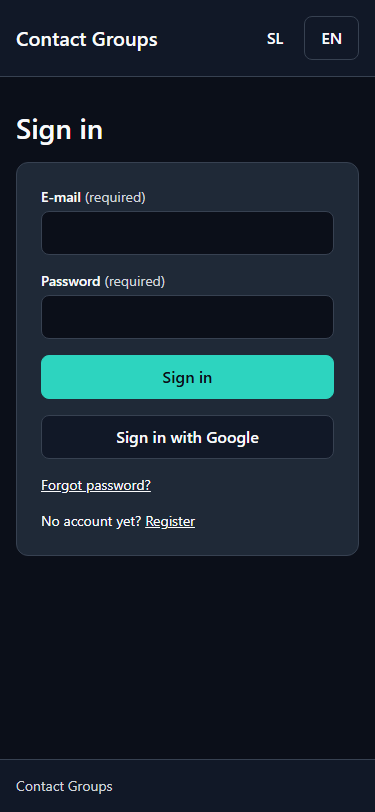 Contact Groups
SL
EN
Sign in
E-mail (required)
Password (required)
Sign in
Sign in with Google
Forgot password?
No account yet? Register
Contact Groups